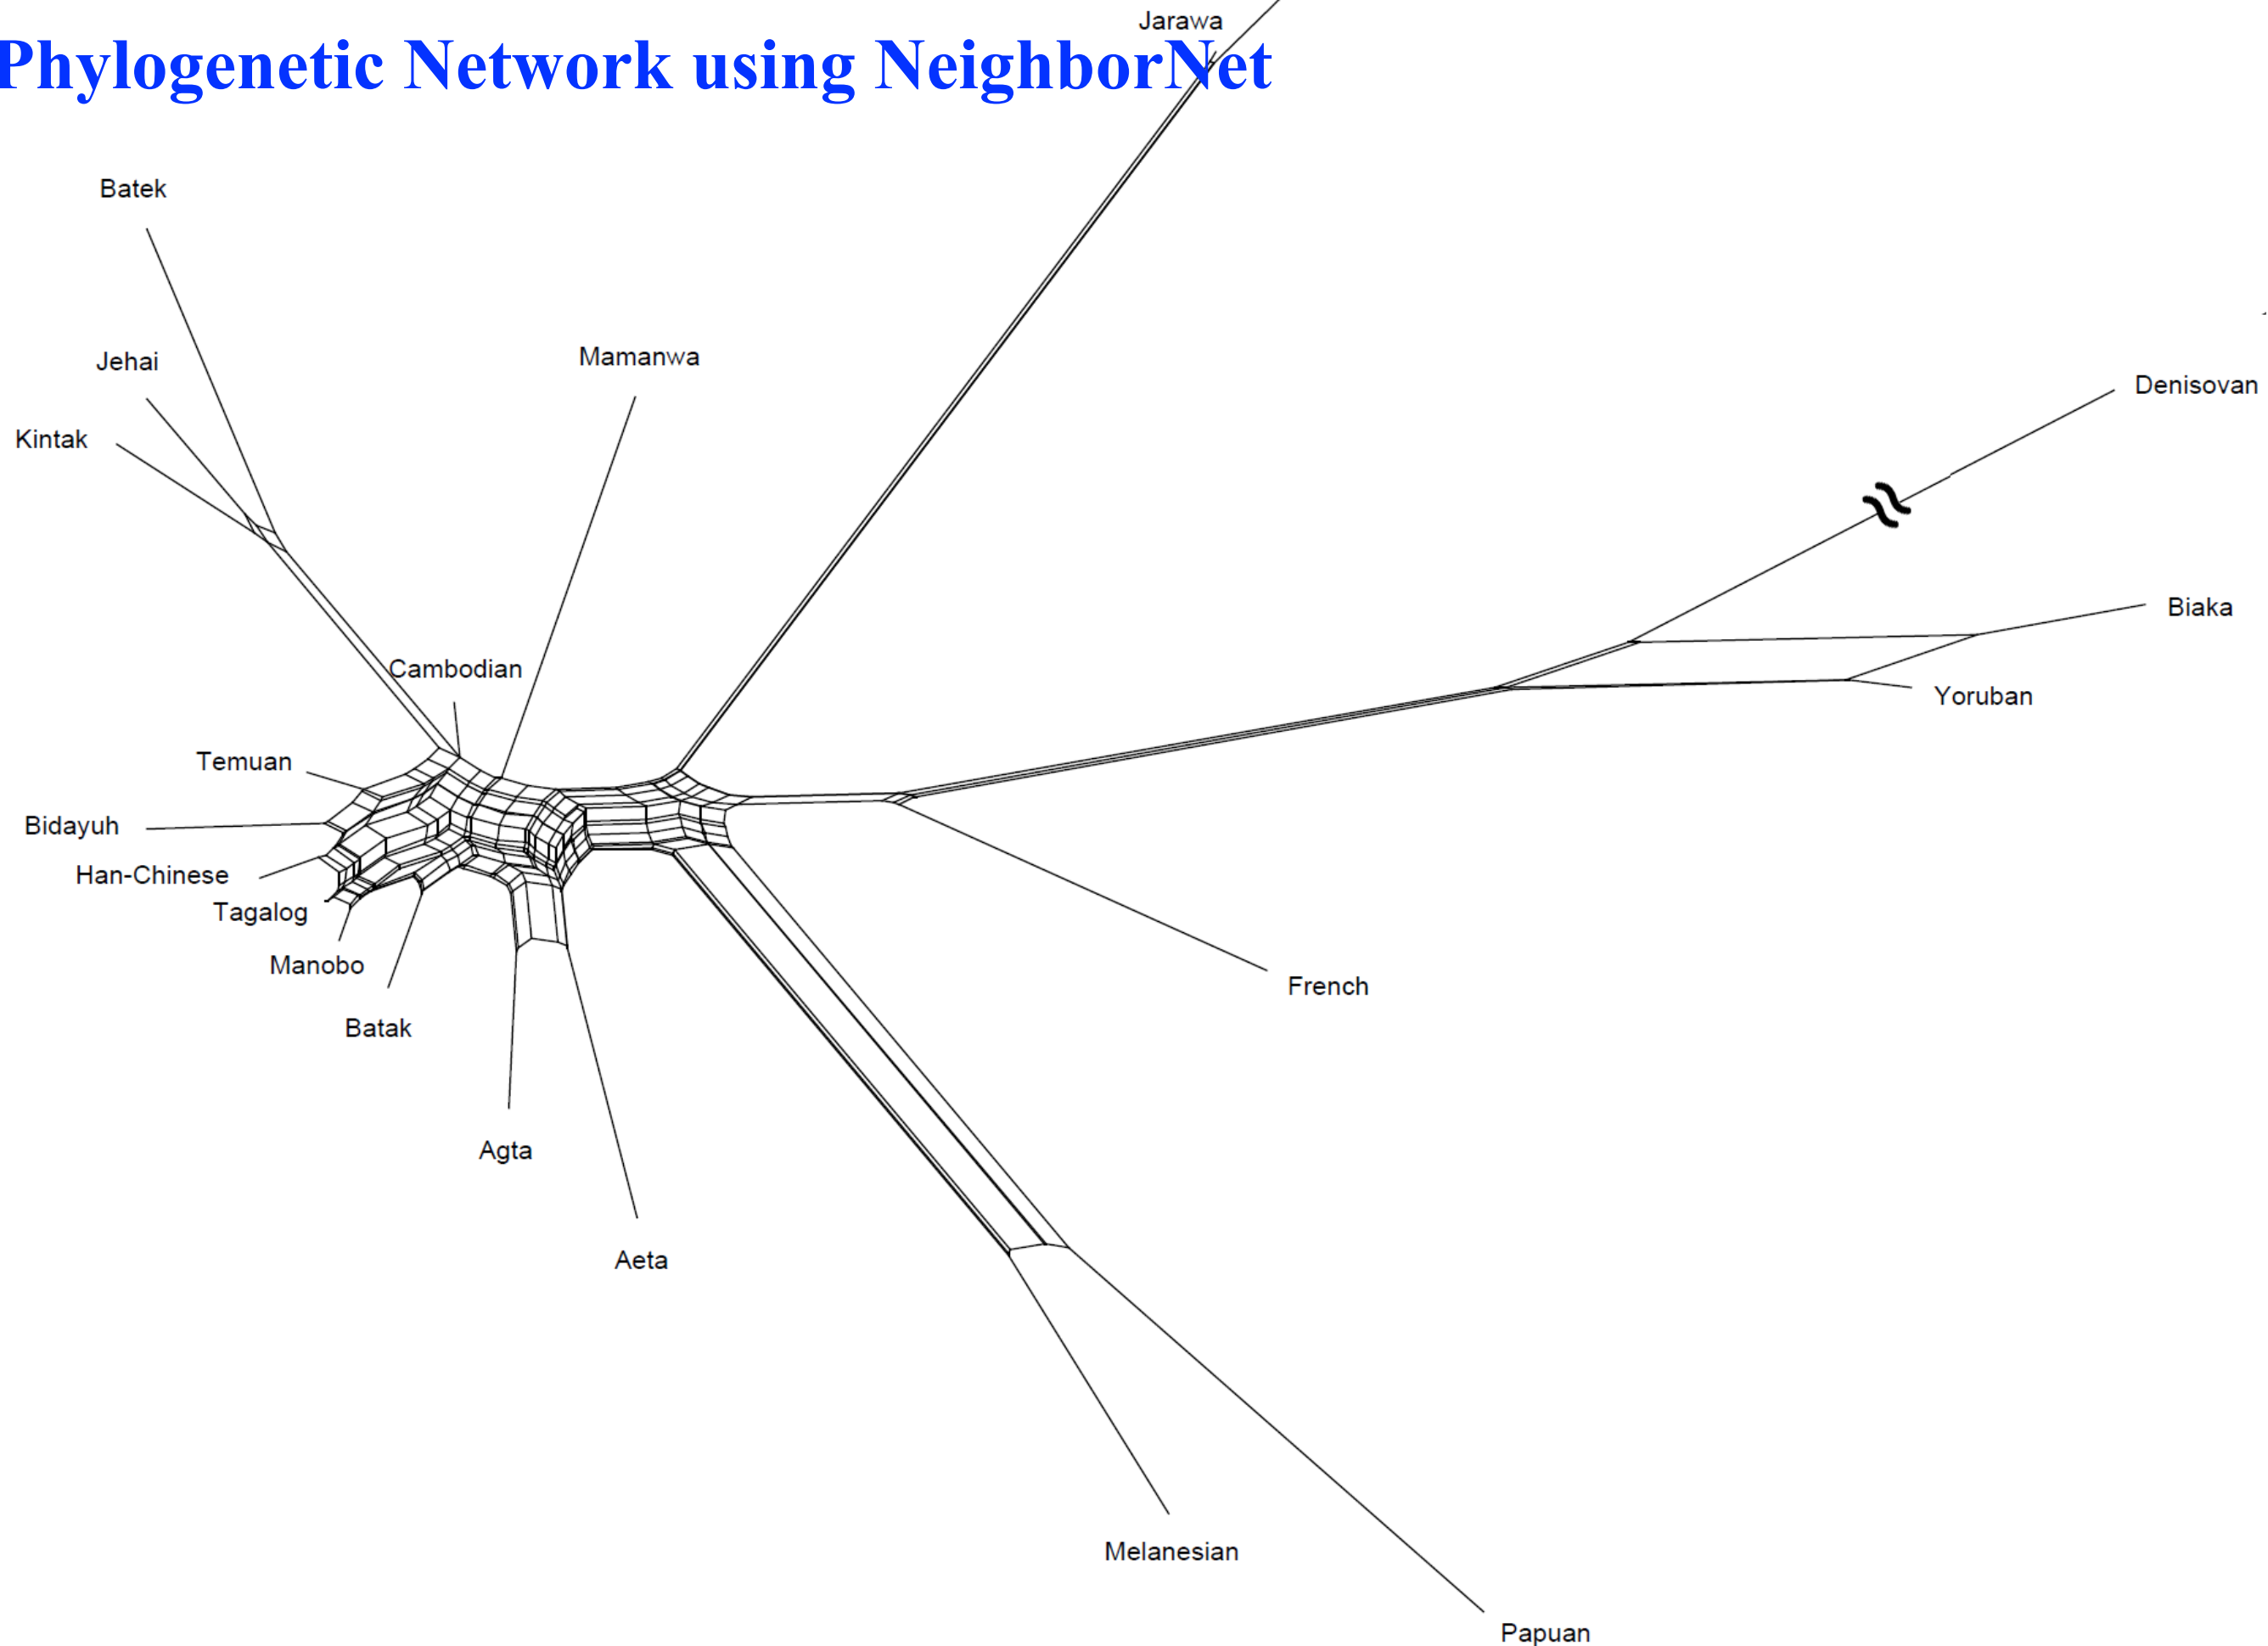 Jarawa
Phylogenetic Network using NeighborNet
Batek
Jehai
Mamanwa
Denisovan
Kintak
Biaka
Cambodian
Yoruban
Temuan
Bidayuh
Han-Chinese
Tagalog
Manobo
French
Batak
Agta
Aeta
Melanesian
Papuan